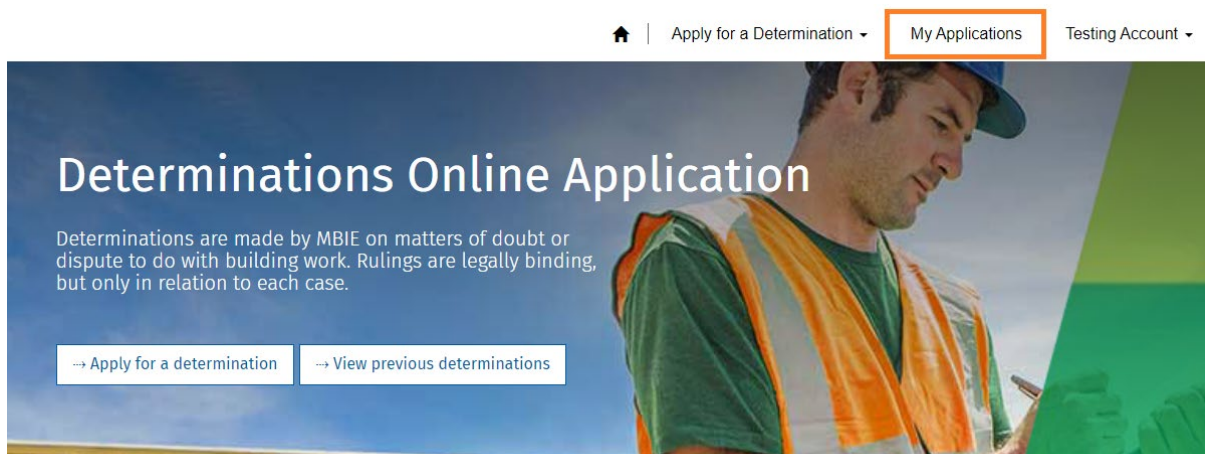 Apply for a Determination My Applications Testing Account
Determinations Online Application
Determinations are made by MBIE on matters of doubt or
dispute to do with building work. Rulings are legally binding,
but only in relation to each case.
⇢ Apply for a determination ⇢ View previous determinations